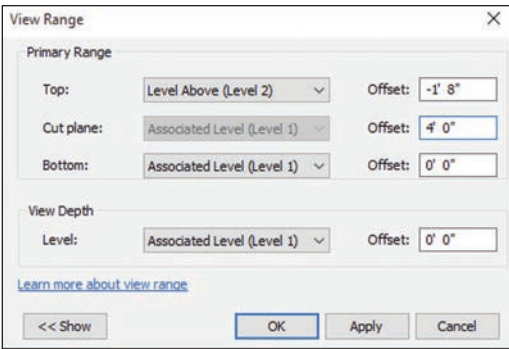 View Range
Primary Range
Top: Level Above (Level 2) Offset: -1' 8"
Cut plane: Associated Level (Level 1) Offset: 4' 0"
Bottom: Associated Level (Level 1) Offset: 0' 0"
View Depth
Level: Associated Level (Level 1) Offset: 0' 0"
Learn more about view range
<< Show OK Apply Cancel